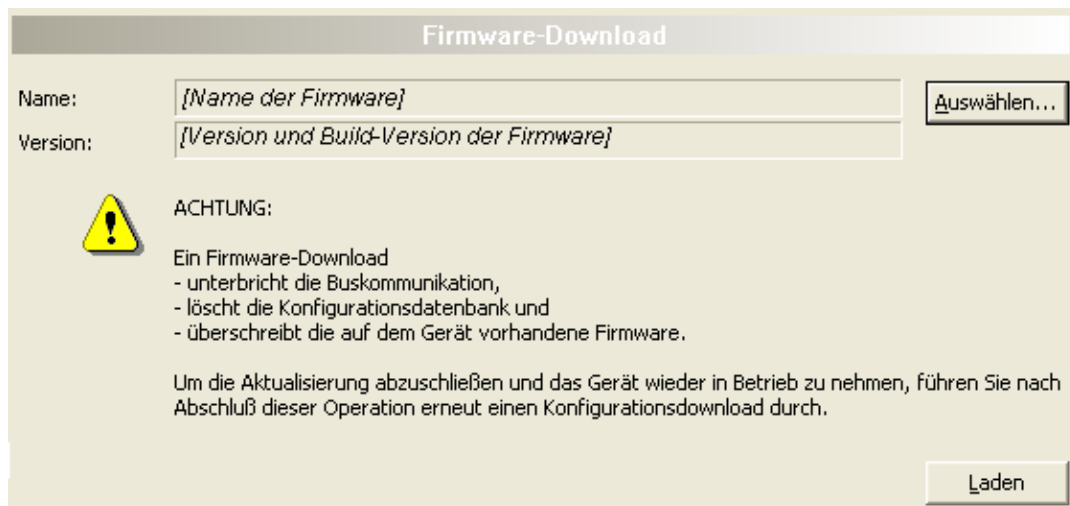 Firmware-Download
Name:
[Name der Firmware]
Auswählen...
Version:
[Version und Build-Version der Firmware]
ACHTUNG:
Ein Firmware-Download
- unterbricht die Buskommunikation,
- löscht die Konfigurationsdatenbank und
- überschreibt die auf dem Gerät vorhandene Firmware.
Um die Aktualisierung abzuschließen und das Gerät wieder in Betrieb zu nehmen, führen Sie nach
Abschluß dieser Operation erneut einen Konfigurationsdownload durch.
Laden